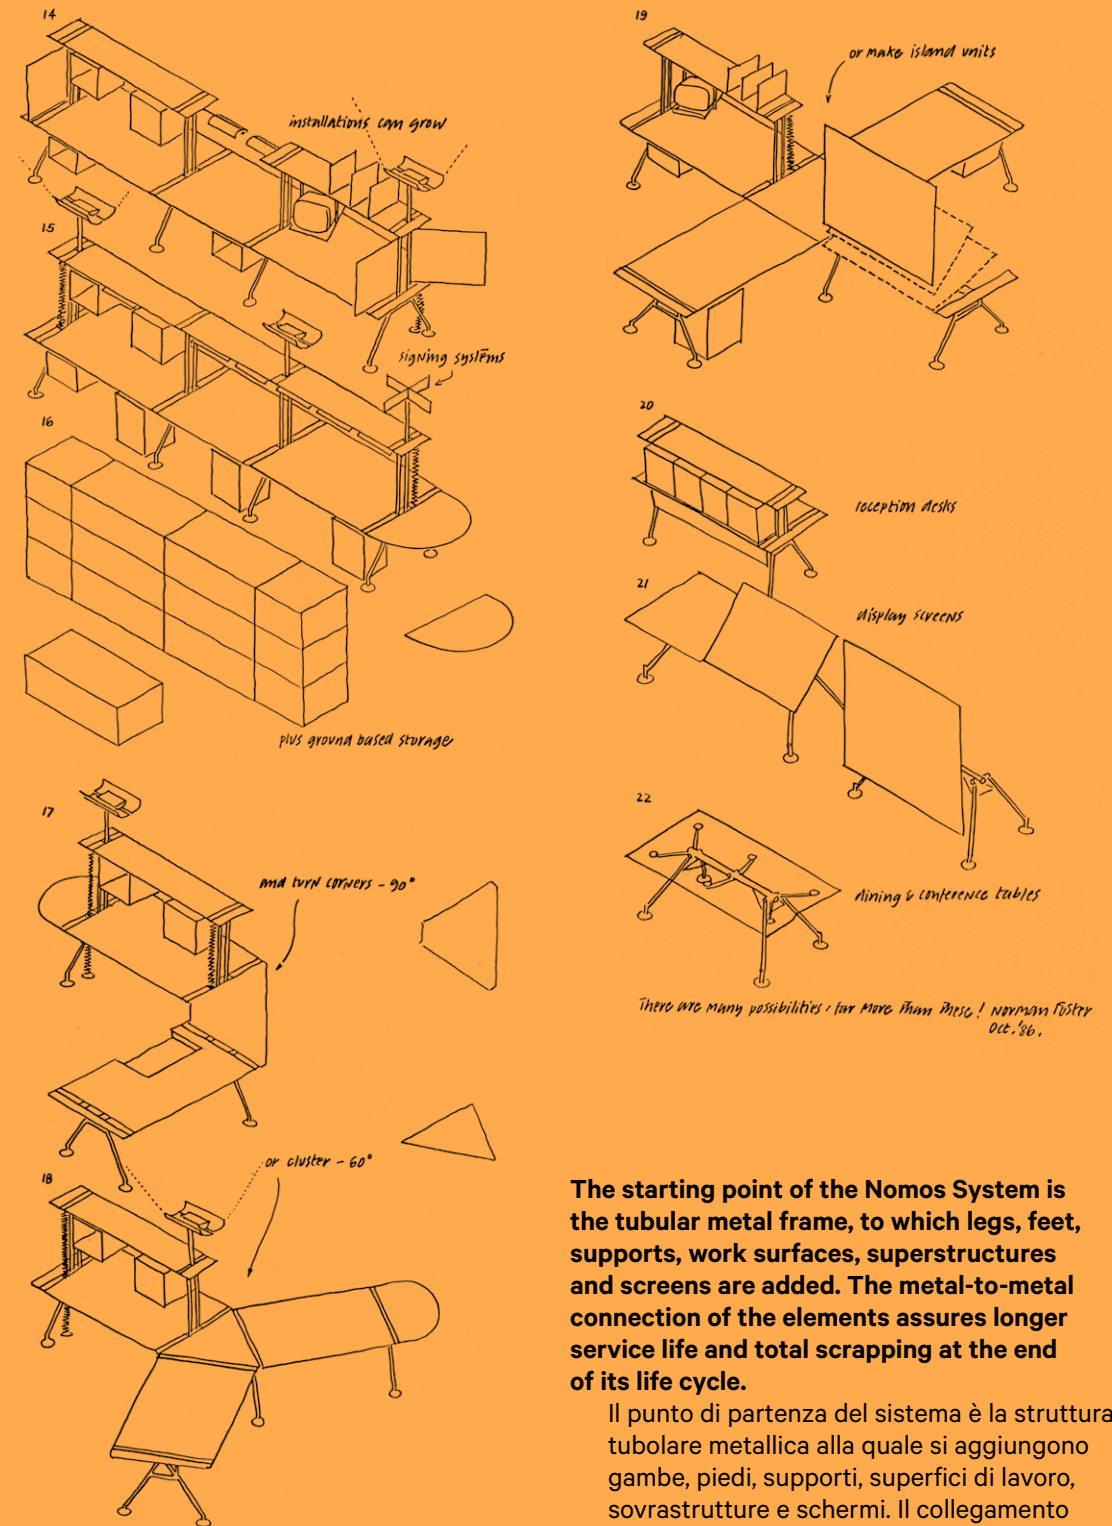 14
installations can grow
15
signing systems
16
plus ground based storage
17
and turn corners - 90°
or cluster - 60°
18
19
or make island units
20
reception desks
21
display screens
22
dining & conference tables
There are many possibilities, far more than these! Norman Foster
Oct. '86.
The starting point of the Nomos System is
the tubular metal frame, to which legs, feet,
supports, work surfaces, superstructures
and screens are added. The metal-to-metal
connection of the elements assures longer
service life and total scrapping at the end
of its life cycle.
Il punto di partenza del sistema è la struttura
tubolare metallica alla quale si aggiungono
gambe, piedi, supporti, superfici di lavoro,
sovrastrutture e schermi. Il collegamento